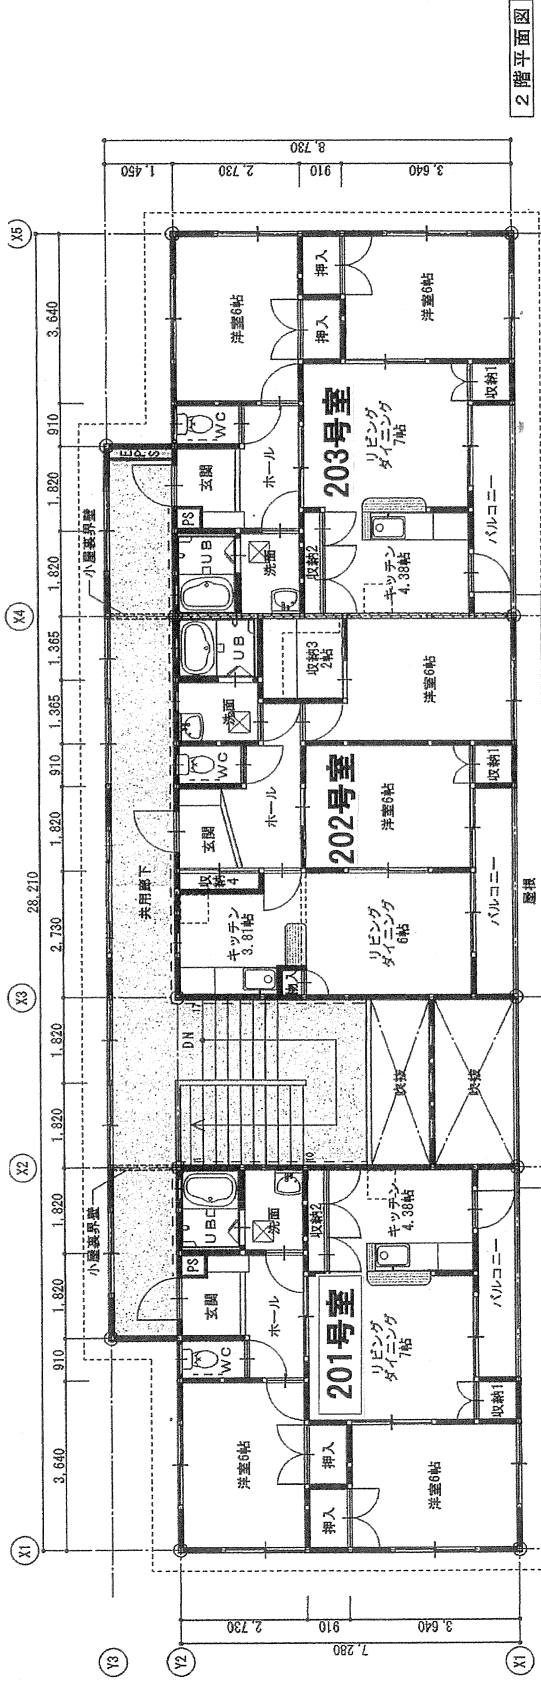 2階平面図
X1
X2
X3
X4
X5
28,210
3,640
910
1,820
1,820
1,820
1,820
2,730
1,820
910
1,365
1,365
1,820
1,820
910
3,640
小屋裏界壁
小屋裏界壁
共用廊下
Y3
Y2
X1
7,280
2,730
910
3,640
8,730
1,450
2,730
910
3,640
201号室
洋室6帖
WC
玄関
PS
UB
洗面
ホール
押入
押入
洋室6帖
リビング
ダイニング
7帖
収納2
キッチン
4.38帖
収納1
バルコニー
DN
17
10
吹抜
吹抜
202号室
キッチン
3.81帖
収納4
玄関
WC
洗面
UB
ホール
物入
リビング
ダイニング
6帖
洋室6帖
収納3
2帖
洋室6帖
バルコニー
収納1
屋根
203号室
UB
PS
玄関
EPS
WC
洋室6帖
洗面
ホール
収納2
キッチン
4.38帖
リビング
ダイニング
7帖
押入
押入
洋室6帖
バルコニー
収納1